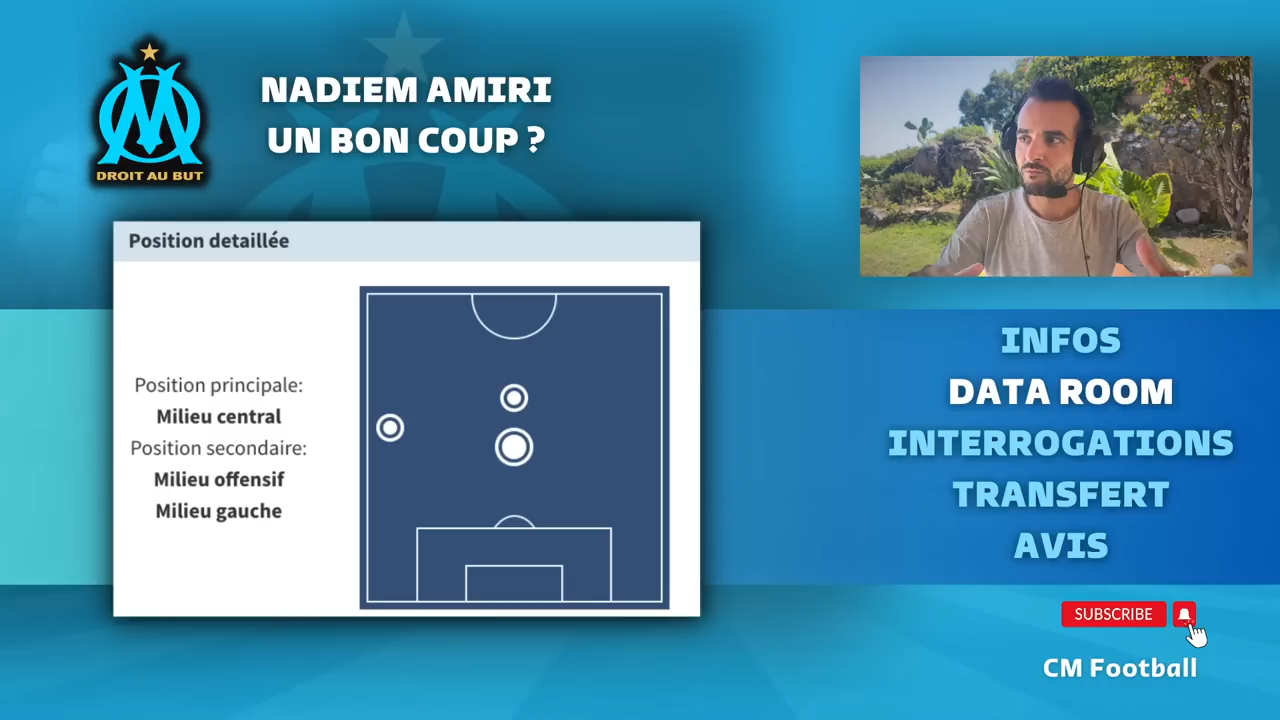 NADIEM AMIRI
UN BON COUP ?
DROIT AU BUT
Position detaillée
Position principale:
Milieu central
Position secondaire:
Milieu offensif
Milieu gauche
INFOS
DATA ROOM
INTERROGATIONS
TRANSFERT
AVIS
SUBSCRIBE
CM Football